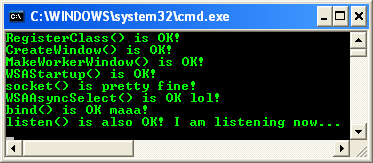 C:\WINDOWS\system32\cmd.exe
RegisterClass() is OK!
CreateWindow() is OK!
MakeWorkerWindow() is OK!
WSAStartup() is OK!
socket() is pretty fine!
WSAAsyncSelect() is OK lol!
bind() is OK maaa!
listen() is also OK! I am listening now...